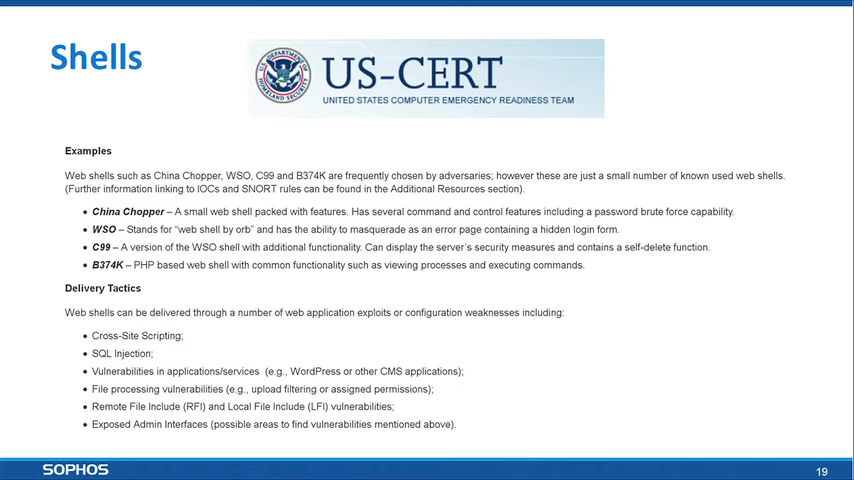 Shells
US-CERT
UNITED STATES COMPUTER EMERGENCY READINESS TEAM
Examples
Web shells such as China Chopper, WSO, C99 and B374K are frequently chosen by adversaries; however these are just a small number of known used web shells.
(Further information linking to IOCs and SNORT rules can be found in the Additional Resources section).
• China Chopper – A small web shell packed with features. Has several command and control features including a password brute force capability.
• WSO – Stands for “web shell by orb” and has the ability to masquerade as an error page containing a hidden login form.
• C99 – A version of the WSO shell with additional functionality. Can display the server’s security measures and contains a self-delete function.
• B374K – PHP based web shell with common functionality such as viewing processes and executing commands.
Delivery Tactics
Web shells can be delivered through a number of web application exploits or configuration weaknesses including:
• Cross-Site Scripting;
• SQL Injection;
• Vulnerabilities in applications/services (e.g., WordPress or other CMS applications);
• File processing vulnerabilities (e.g., upload filtering or assigned permissions);
• Remote File Include (RFI) and Local File Include (LFI) vulnerabilities;
• Exposed Admin Interfaces (possible areas to find vulnerabilities mentioned above).
SOPHOS
19